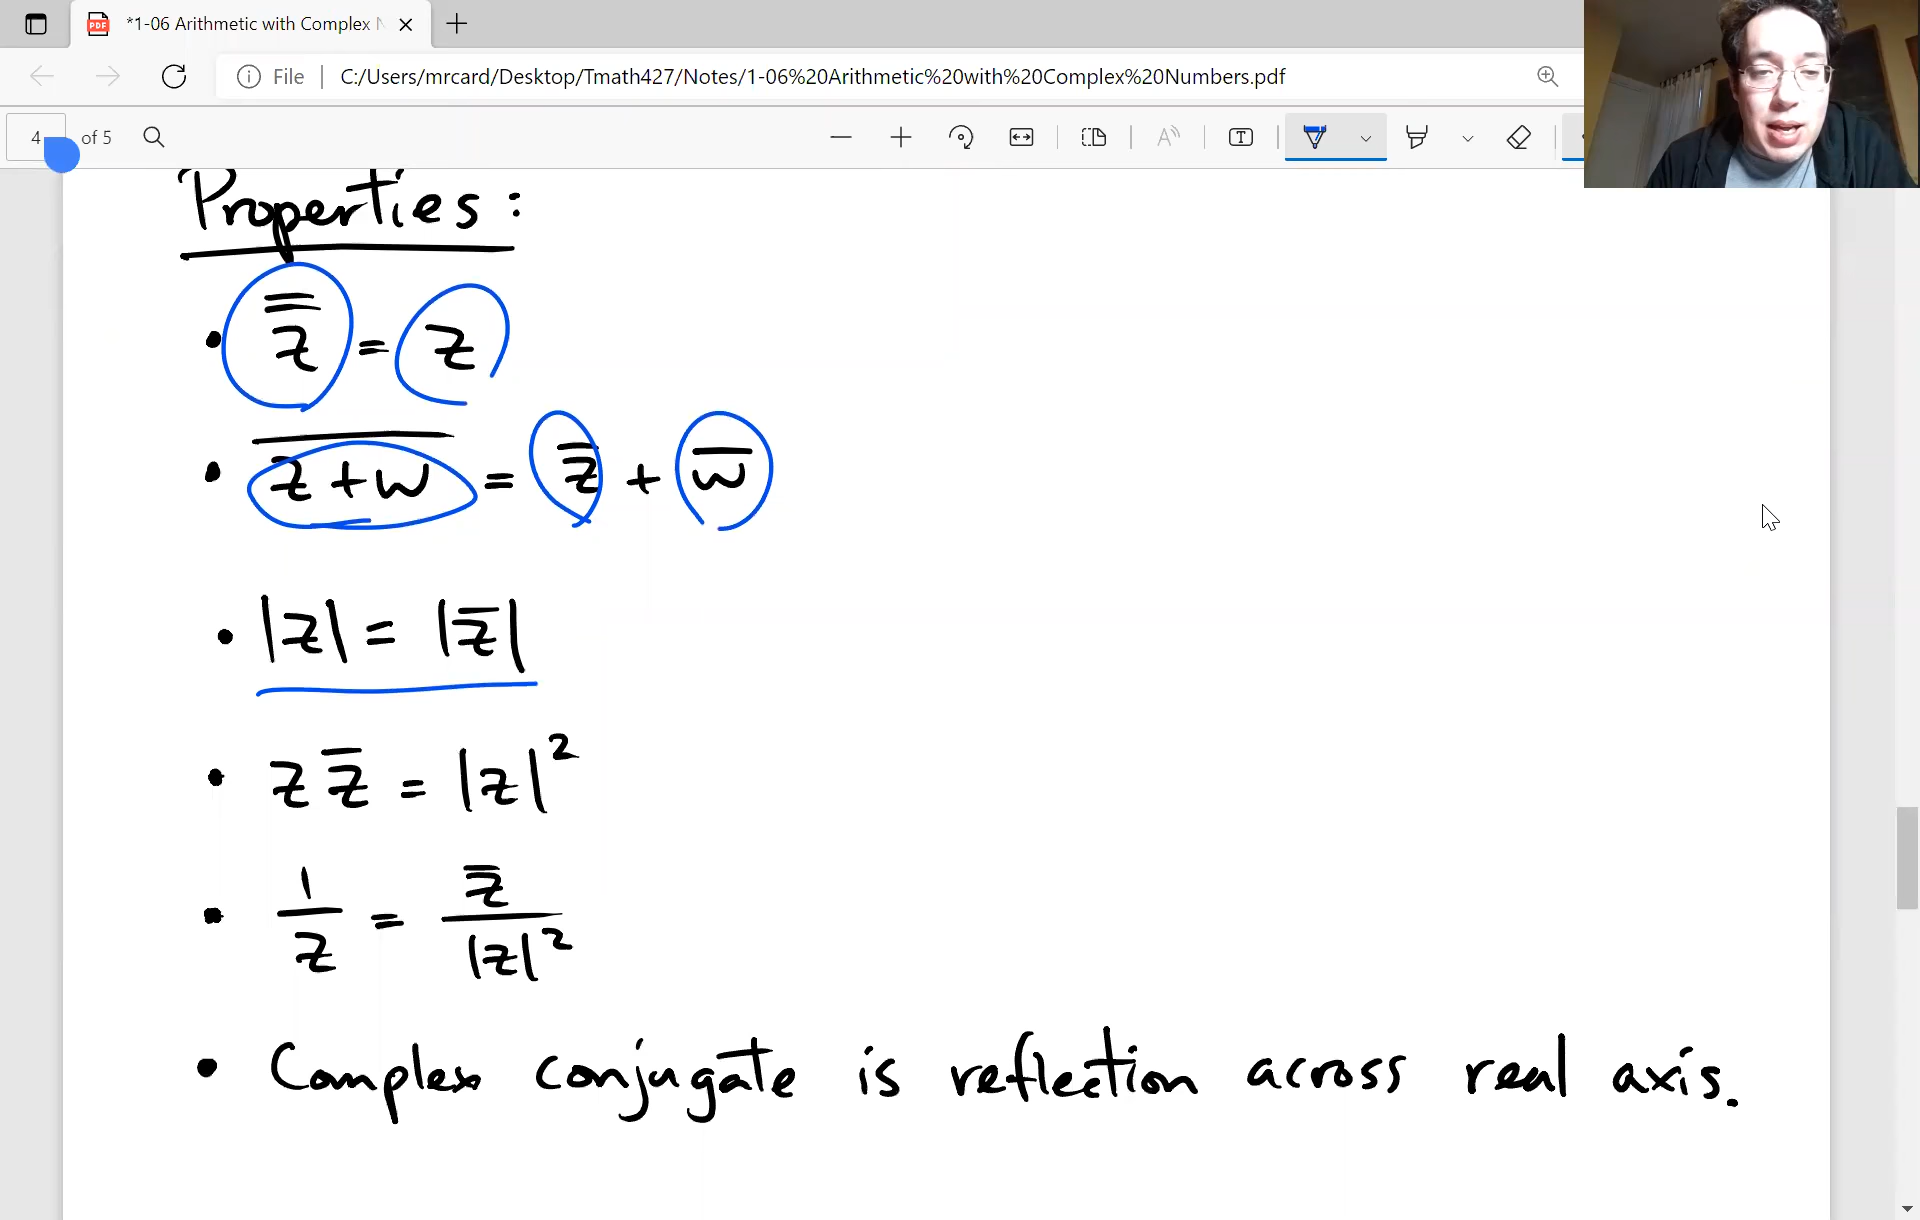 *1-06 Arithmetic with Complex
File | C:/Users/mrcard/Desktop/Tmath427/Notes/1-06%20Arithmetic%20with%20Complex%20Numbers.pdf
4 of 5
Properties:
• z̿ = z
• \overline{z + w} = z̅ + w̅
• |z| = |z̅|
• z z̅ = |z|²
• 1/z = z̅/|z|²
• Complex conjugate is reflection across real axis.